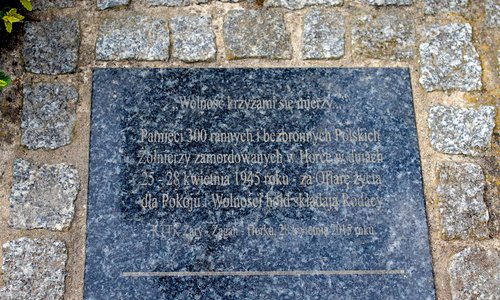 „Wolność krzyżami się mierzy...”
Pamięci 300 rannych i bezbronnych Polskich
Żołnierzy zamordowanych w Horce w dniach
25 - 28 kwietnia 1945 roku - za Ofiarę życia
dla Pokoju i Wolności hołd składają Rodacy
Żary - Żagań - Horka, 28 kwietnia 2015 roku